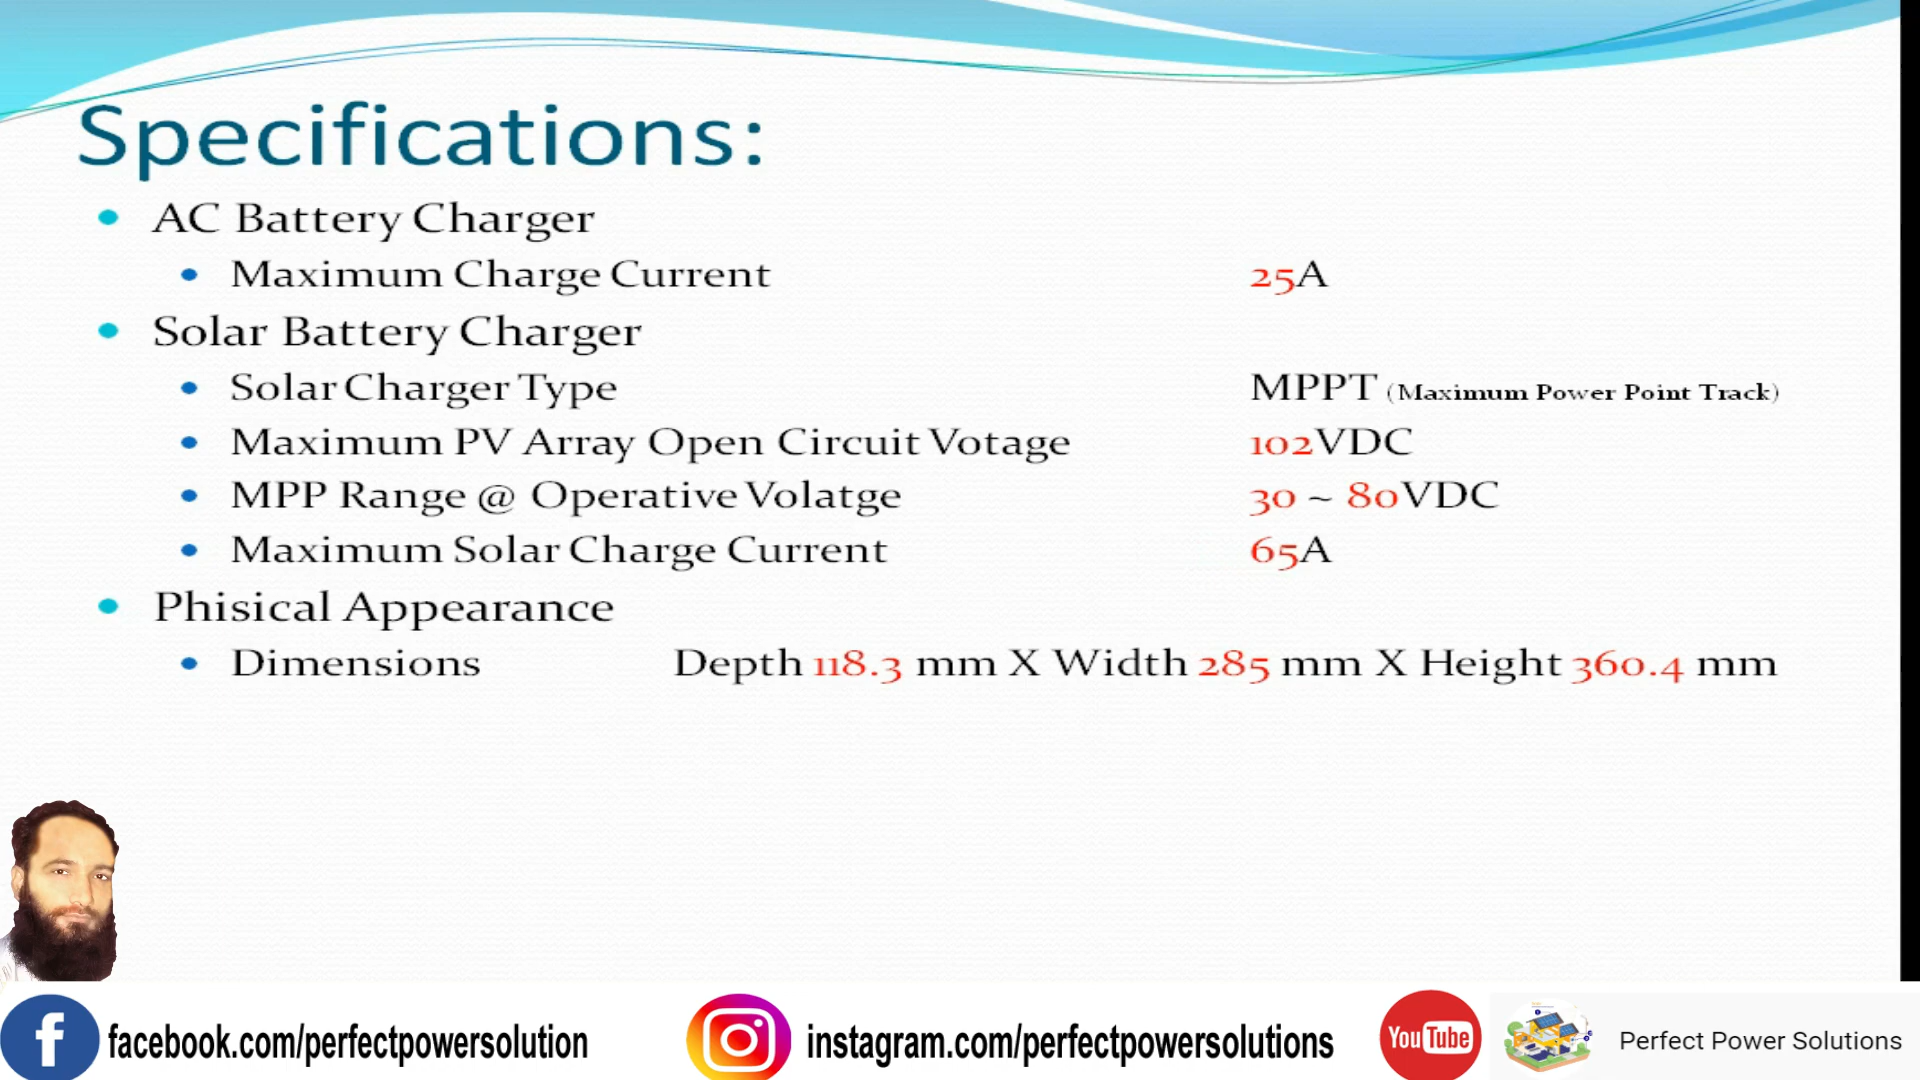 Specifications:
AC Battery Charger
Maximum Charge Current 25A
Solar Battery Charger
Solar Charger Type MPPT (Maximum Power Point Track)
Maximum PV Array Open Circuit Votage 102VDC
MPP Range @ Operative Volatge 30 ~ 80VDC
Maximum Solar Charge Current 65A
Phisical Appearance
Dimensions Depth 118.3 mm X Width 285 mm X Height 360.4 mm
f facebook.com/perfectpowersolution instagram.com/perfectpowersolutions YouTube Perfect Power Solutions